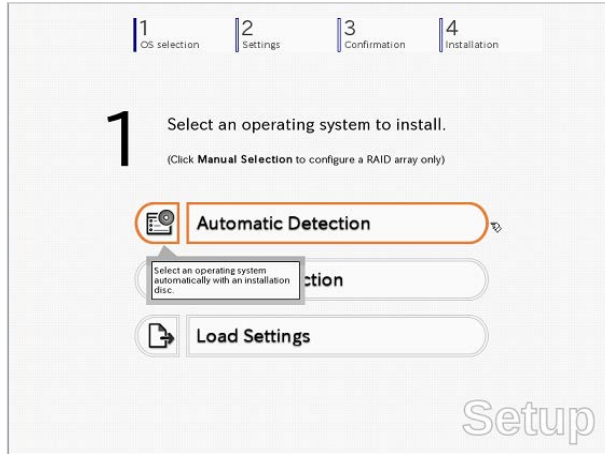 1
OS selection
2
Settings
3
Confirmation
4
Installation
1
Select an operating system to install.
(Click Manual Selection to configure a RAID array only)
Automatic Detection
Select an operating system
automatically with an installation
disc.
ction
Load Settings
Setup